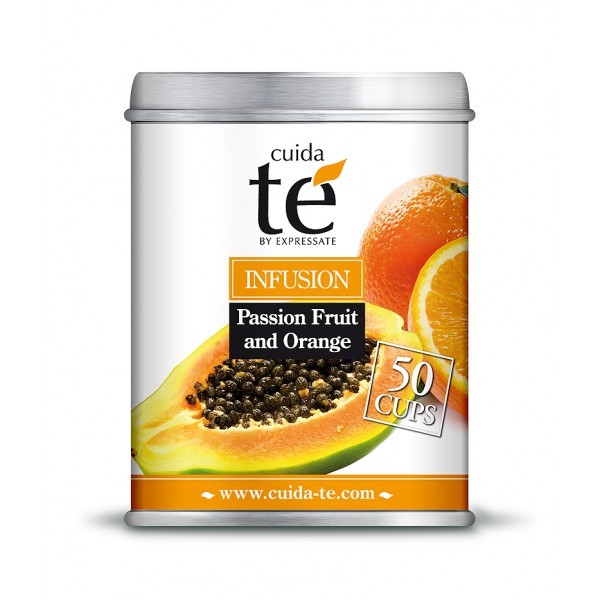 cuida
té
BY EXPRESSATE
INFUSION
Passion Fruit
and Orange
50
CUPS
www.cuida-te.com